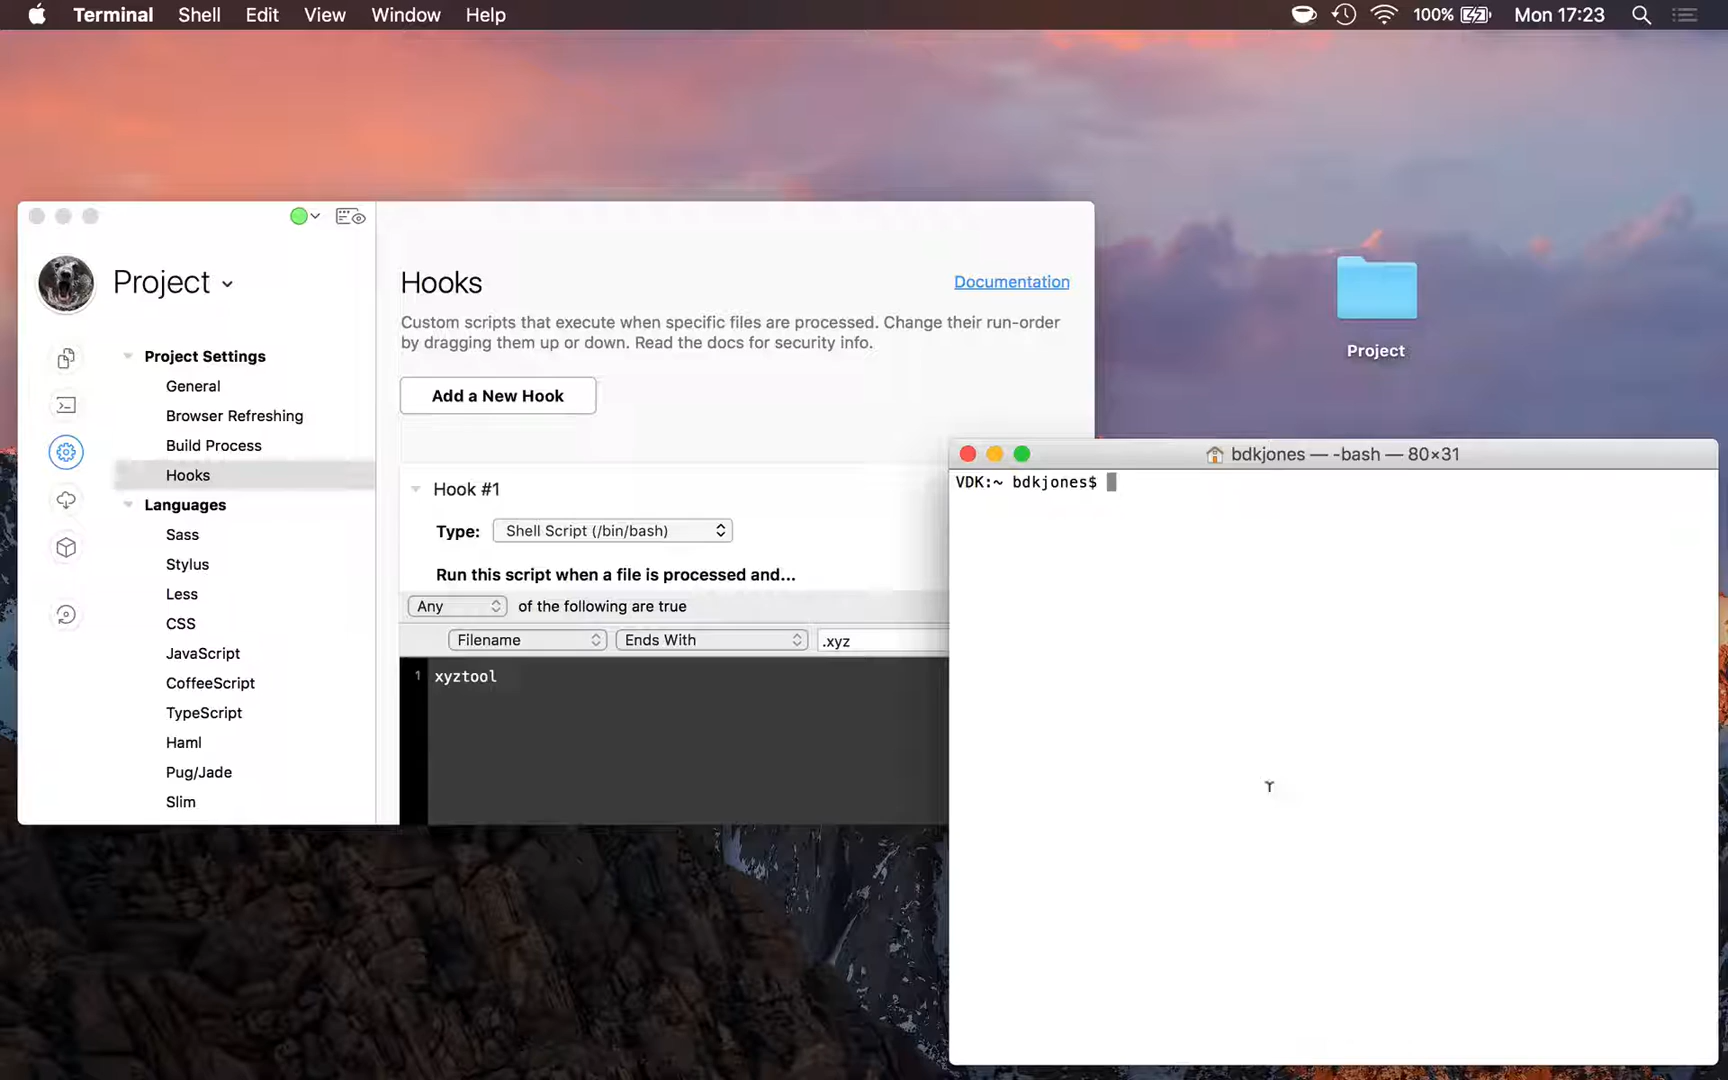 Terminal Shell Edit View Window Help 100% Mon 17:23
Project
Project Settings
General
Browser Refreshing
Build Process
Hooks
Languages
Sass
Stylus
Less
CSS
JavaScript
CoffeeScript
TypeScript
Haml
Pug/Jade
Slim
Hooks
Documentation
Custom scripts that execute when specific files are processed. Change their run-order
by dragging them up or down. Read the docs for security info.
Add a New Hook
Hook #1
Type: Shell Script (/bin/bash)
Run this script when a file is processed and...
Any of the following are true
Filename Ends With .xyz
1 xyztool
Project
bdkjones — -bash — 80×31
VDK:~ bdkjones$